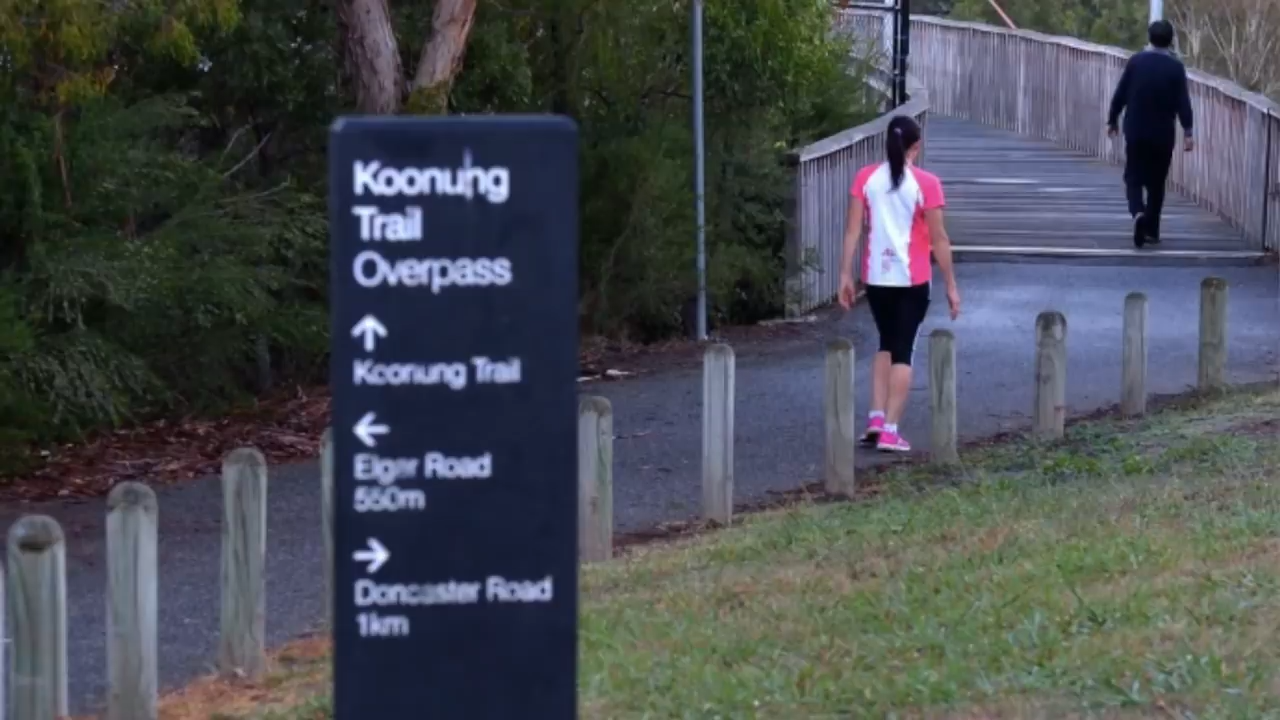 Koonung
Trail
Overpass
↑
Koonung Trail
←
Elgar Road
550m
→
Doncaster Road
1km